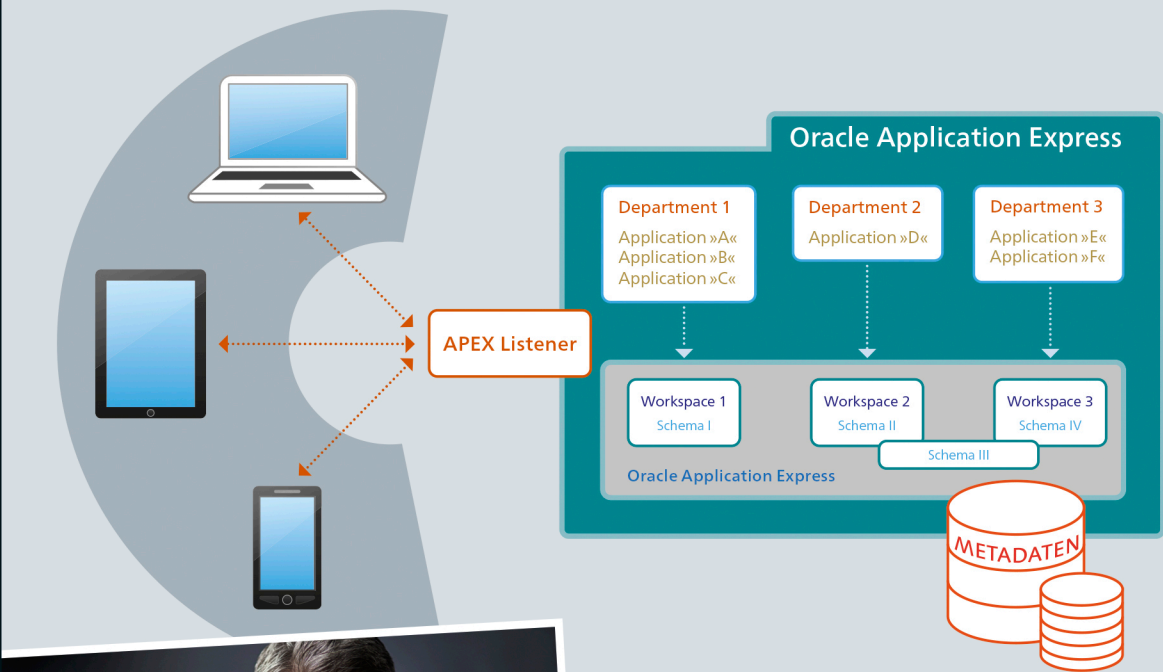 Oracle Application Express
Department 1
Application »A«
Application »B«
Application »C«
Department 2
Application »D«
Department 3
Application »E«
Application »F«
APEX Listener
Workspace 1
Schema I
Workspace 2
Schema II
Workspace 3
Schema IV
Schema III
Oracle Application Express
METADATEN